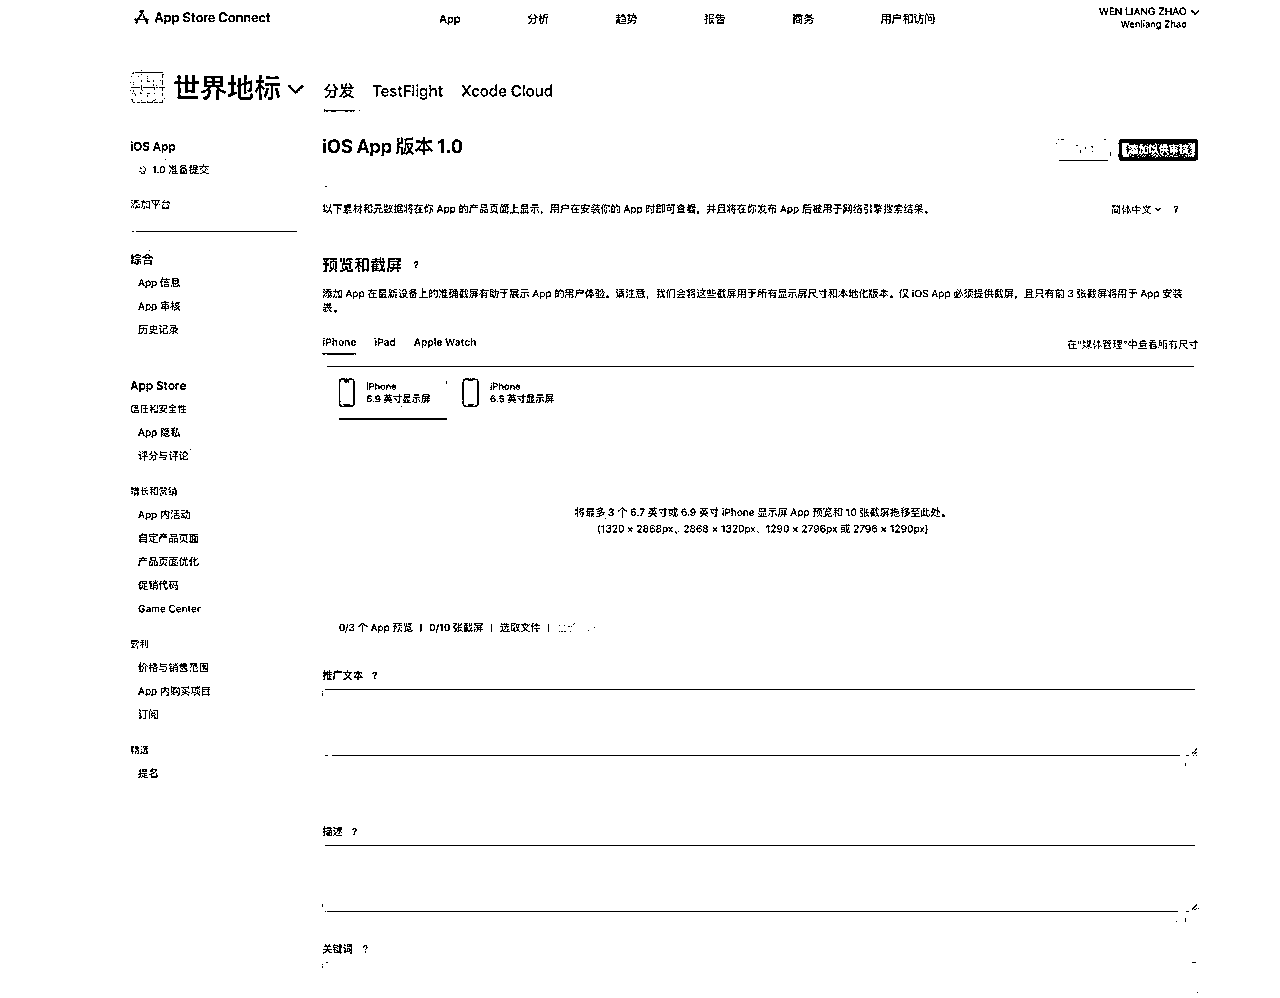 App Store Connect
App
分析
趋势
报告
商务
用户和访问
WEN LIANG ZHAO
Wenliang Zhao
世界地标
分发
TestFlight
Xcode Cloud
iOS App
1.0 准备提交
添加平台
综合
App 信息
App 审核
历史记录
App Store
信任和安全性
App 隐私
评分与评论
增长和营销
App 内活动
自定产品页面
产品页面优化
促销代码
Game Center
营利
价格与销售范围
App 内购买项目
订阅
精选
提名
iOS App 版本 1.0
添加以供审核
以下素材和元数据将在你 App 的产品页面上显示，用户在安装你的 App 时即可查看，并且将在你发布 App 后被用于网络引擎搜索结果。
简体中文
?
预览和截屏 ?
添加 App 在最新设备上的准确截屏有助于展示 App 的用户体验。请注意，我们会将这些截屏用于所有显示屏尺寸和本地化版本。仅 iOS App 必须提供截屏，且只有前 3 张截屏将用于 App 安装
表。
iPhone
iPad
Apple Watch
在“媒体管理”中查看所有尺寸
iPhone
6.9 英寸显示屏
iPhone
6.5 英寸显示屏
将最多 3 个 6.7 英寸或 6.9 英寸 iPhone 显示屏 App 预览和 10 张截屏拖移至此处。
(1320 × 2868px、2868 × 1320px、1290 × 2796px 或 2796 × 1290px)
0/3 个 App 预览 | 0/10 张截屏 | 选取文件 |
推广文本 ?
描述 ?
关键词 ?